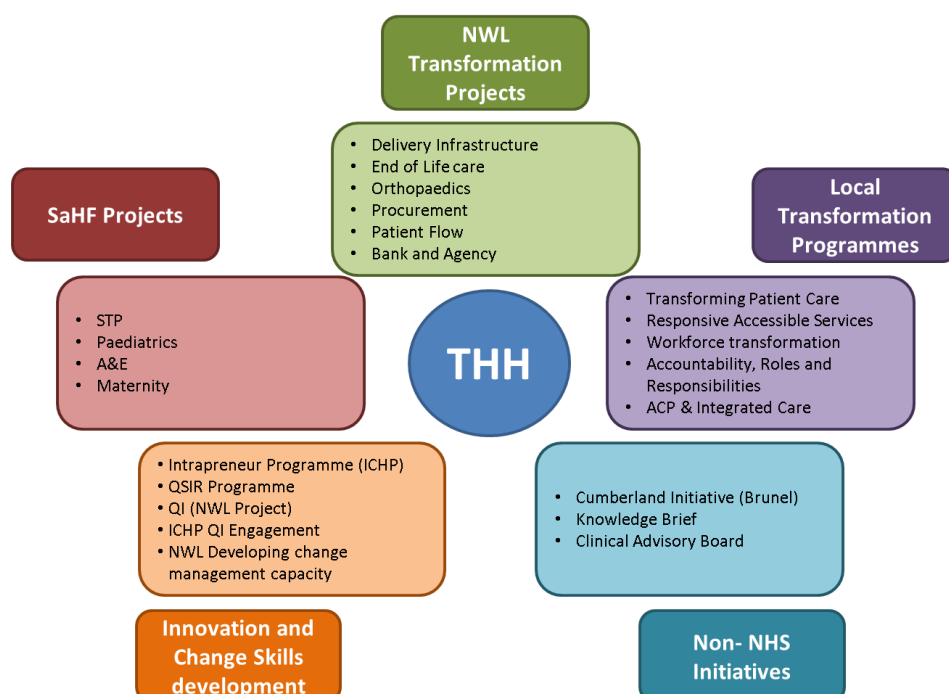 NWL
Transformation
Projects
• Delivery Infrastructure
• End of Life care
• Orthopaedics
• Procurement
• Patient Flow
• Bank and Agency
SaHF Projects
• STP
• Paediatrics
• A&E
• Maternity
Local
Transformation
Programmes
• Transforming Patient Care
• Responsive Accessible Services
• Workforce transformation
• Accountability, Roles and
Responsibilities
• ACP & Integrated Care
THH
• Intrapreneur Programme (ICHP)
• QSIR Programme
• QI (NWL Project)
• ICHP QI Engagement
• NWL Developing change
management capacity
Innovation and
Change Skills
development
• Cumberland Initiative (Brunel)
• Knowledge Brief
• Clinical Advisory Board
Non- NHS
Initiatives